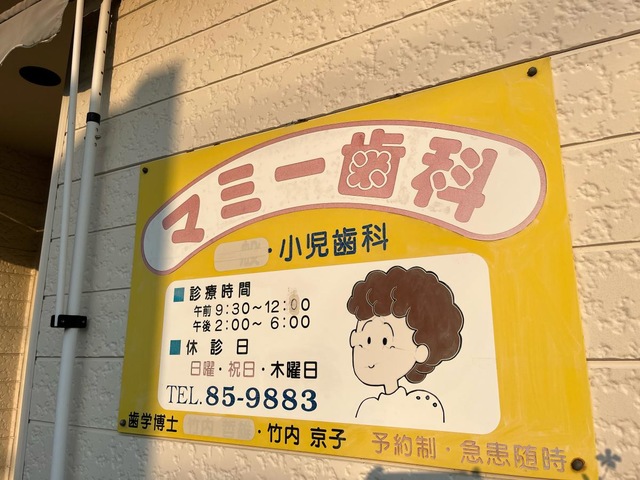 マミー歯科
・小児歯科
診療時間
午前 9:30～12:00
午後 2:00～6:00
休診日
日曜・祝日・木曜日
TEL.85-9883
歯学博士 ・竹内 京子 予約制・急患随時